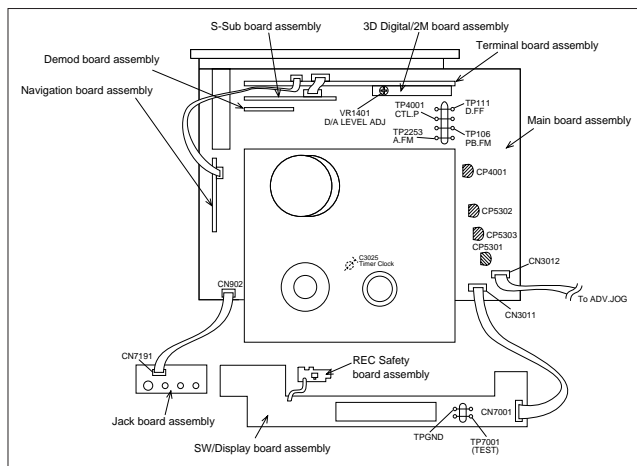 S-Sub board assembly
3D Digital/2M board assembly
Terminal board assembly
Demod board assembly
Navigation board assembly
VR1401
D/A LEVEL ADJ
TP4001
CTL.P
TP111
D.FF
TP2253
A.FM
TP106
PB.FM
Main board assembly
CP4001
CP5302
CP5303
CP5301
C3025
Timer Clock
CN3012
CN902
To ADV.JOG
CN3011
CN7191
REC Safety
board assembly
Jack board assembly
CN7001
SW/Display board assembly
TPGND
TP7001
(TEST)